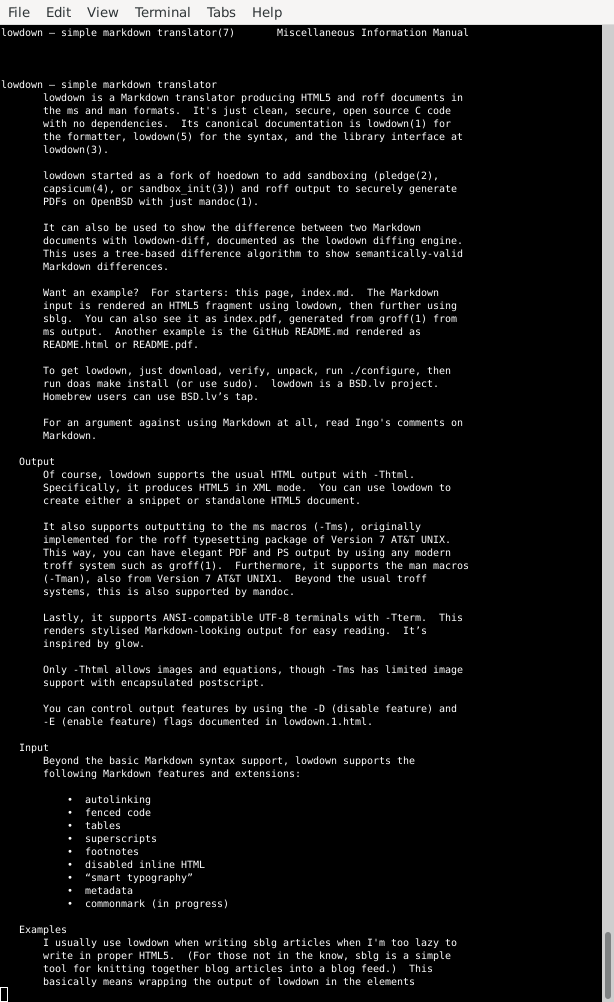 File Edit View Terminal Tabs Help
lowdown — simple markdown translator(7) Miscellaneous Information Manual
lowdown — simple markdown translator
lowdown is a Markdown translator producing HTML5 and roff documents in
the ms and man formats. It's just clean, secure, open source C code
with no dependencies. Its canonical documentation is lowdown(1) for
the formatter, lowdown(5) for the syntax, and the library interface at
lowdown(3).
lowdown started as a fork of hoedown to add sandboxing (pledge(2),
capsicum(4), or sandbox_init(3)) and roff output to securely generate
PDFs on OpenBSD with just mandoc(1).
It can also be used to show the difference between two Markdown
documents with lowdown-diff, documented as the lowdown diffing engine.
This uses a tree-based difference algorithm to show semantically-valid
Markdown differences.
Want an example? For starters: this page, index.md. The Markdown
input is rendered an HTML5 fragment using lowdown, then further using
sblg. You can also see it as index.pdf, generated from groff(1) from
ms output. Another example is the GitHub README.md rendered as
README.html or README.pdf.
To get lowdown, just download, verify, unpack, run ./configure, then
run doas make install (or use sudo). lowdown is a BSD.lv project.
Homebrew users can use BSD.lv’s tap.
For an argument against using Markdown at all, read Ingo's comments on
Markdown.
Output
Of course, lowdown supports the usual HTML output with -Thtml.
Specifically, it produces HTML5 in XML mode. You can use lowdown to
create either a snippet or standalone HTML5 document.
It also supports outputting to the ms macros (-Tms), originally
implemented for the roff typesetting package of Version 7 AT&T UNIX.
This way, you can have elegant PDF and PS output by using any modern
troff system such as groff(1). Furthermore, it supports the man macros
(-Tman), also from Version 7 AT&T UNIX1. Beyond the usual troff
systems, this is also supported by mandoc.
Lastly, it supports ANSI-compatible UTF-8 terminals with -Tterm. This
renders stylised Markdown-looking output for easy reading. It’s
inspired by glow.
Only -Thtml allows images and equations, though -Tms has limited image
support with encapsulated postscript.
You can control output features by using the -D (disable feature) and
-E (enable feature) flags documented in lowdown.1.html.
Input
Beyond the basic Markdown syntax support, lowdown supports the
following Markdown features and extensions:
• autolinking
• fenced code
• tables
• superscripts
• footnotes
• disabled inline HTML
• “smart typography”
• metadata
• commonmark (in progress)
Examples
I usually use lowdown when writing sblg articles when I'm too lazy to
write in proper HTML5. (For those not in the know, sblg is a simple
tool for knitting together blog articles into a blog feed.) This
basically means wrapping the output of lowdown in the elements